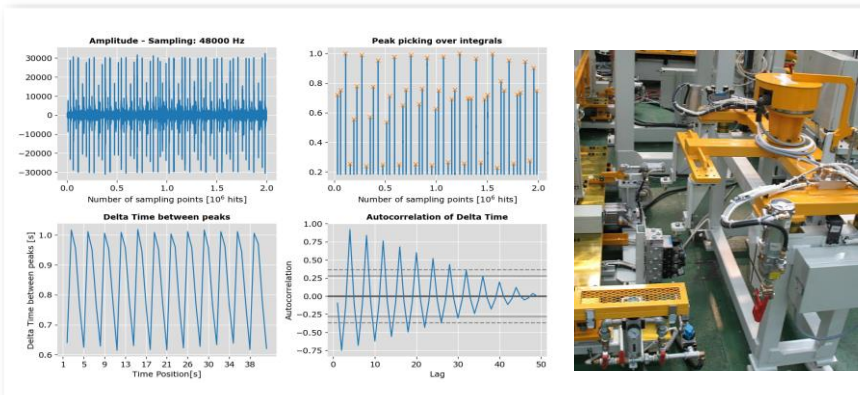 Amplitude - Sampling: 48000 Hz
30000
20000
10000
0
−10000
−20000
−30000
0.0 0.5 1.0 1.5 2.0
Number of sampling points [10⁶ hits]
Peak picking over integrals
1.0
0.8
0.6
0.4
0.2
0.0 0.5 1.0 1.5 2.0
Number of sampling points [10⁶ hits]
Delta Time between peaks
Delta Time between peaks [s]
1.0
0.9
0.8
0.7
0.6
1 5 9 13 17 21 26 30 34 38
Time Position[s]
Autocorrelation of Delta Time
Autocorrelation
1.00
0.75
0.50
0.25
0.00
−0.25
−0.50
−0.75
0 10 20 30 40 50
Lag